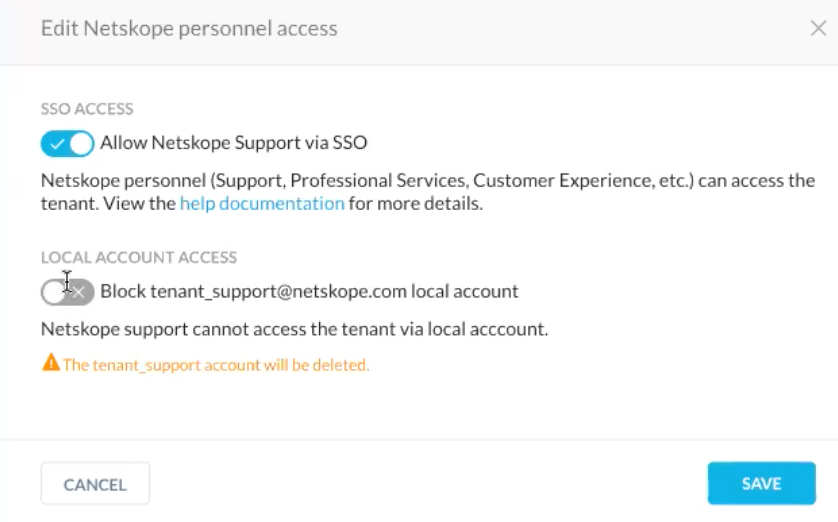 Edit Netskope personnel access
SSO ACCESS
Allow Netskope Support via SSO
Netskope personnel (Support, Professional Services, Customer Experience, etc.) can access the
tenant. View the help documentation for more details.
LOCAL ACCOUNT ACCESS
Block tenant_support@netskope.com local account
Netskope support cannot access the tenant via local acccount.
The tenant_support account will be deleted.
CANCEL
SAVE